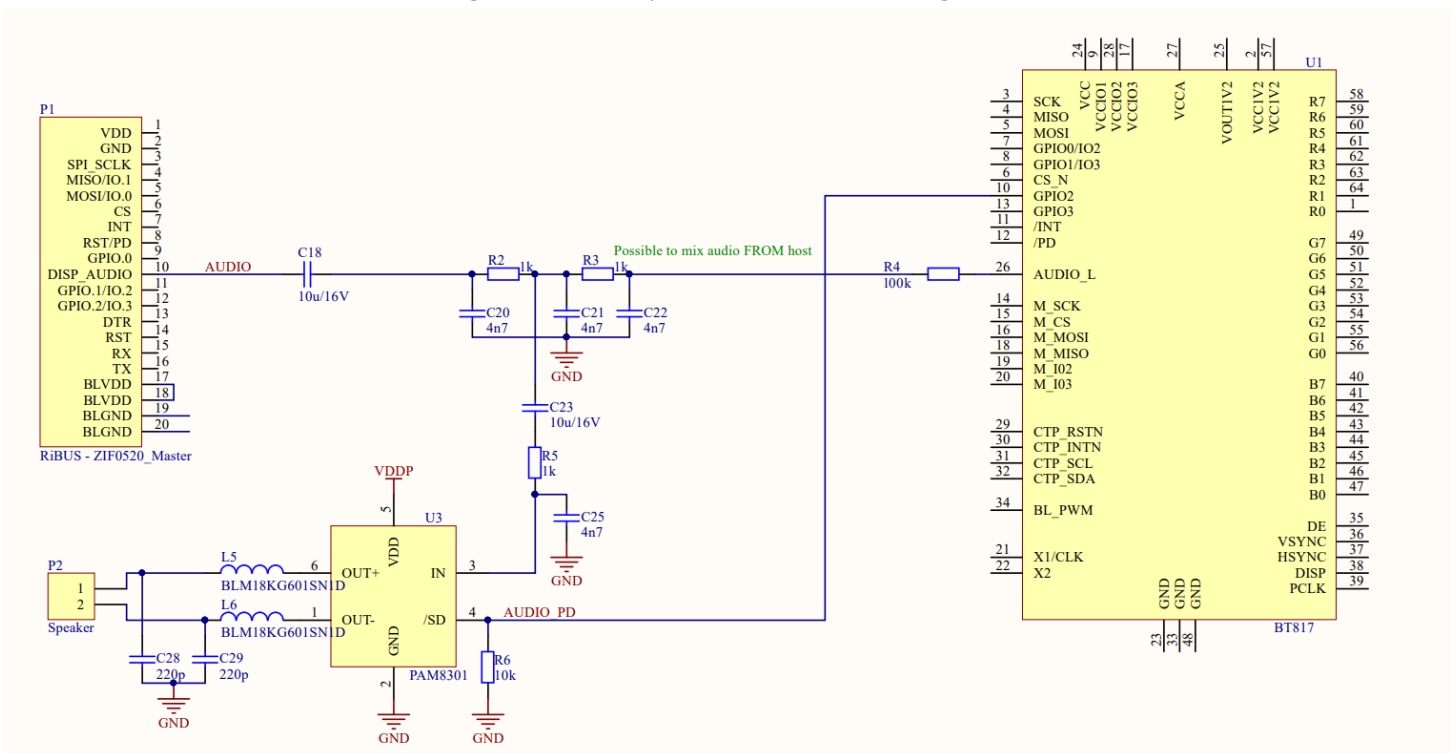 P1
VDD 1
GND 2
SPI_SCLK 3
MISO/IO.1 4
MOSI/IO.0 5
CS 6
INT 7
RST/PD 8
GPIO.0 9
DISP_AUDIO 10
GPIO.1/IO.2 11
GPIO.2/IO.3 12
DTR 13
RST 14
RX 15
TX 16
BLVDD 17
BLVDD 18
BLGND 19
BLGND 20
RiBUS - ZIF0520_Master
AUDIO
C18
10u/16V
R2 1k
R3 1k
Possible to mix audio FROM host
R4
100k
C20
4n7
C21
4n7
C22
4n7
GND
C23
10u/16V
R5
1k
C25
4n7
GND
VDDP
5
U3
VDD
6 OUT+
IN 3
1 OUT-
/SD 4
GND
2
PAM8301
GND
AUDIO_PD
R6
10k
GND
P2
1
2
Speaker
L5
BLM18KG601SN1D
L6
BLM18KG601SN1D
C28
220p
C29
220p
GND
U1
24 VCC
9 VCCIO1
28 VCCIO2
17 VCCIO3
27 VCCA
25 VOUT1V2
2 VCC1V2
57 VCC1V2
3 SCK
4 MISO
5 MOSI
7 GPIO0/IO2
8 GPIO1/IO3
6 CS_N
10 GPIO2
13 GPIO3
11 /INT
12 /PD
26 AUDIO_L
14 M_SCK
15 M_CS
16 M_MOSI
18 M_MISO
19 M_I02
20 M_I03
29 CTP_RSTN
30 CTP_INTN
31 CTP_SCL
32 CTP_SDA
34 BL_PWM
21 X1/CLK
22 X2
R7 58
R6 59
R5 60
R4 61
R3 62
R2 63
R1 64
R0 1
G7 49
G6 50
G5 51
G4 52
G3 53
G2 54
G1 55
G0 56
B7 40
B6 41
B5 42
B4 43
B3 44
B2 45
B1 46
B0 47
DE 35
VSYNC 36
HSYNC 37
DISP 38
PCLK 39
GND 23
GND 33
GND 48
BT817